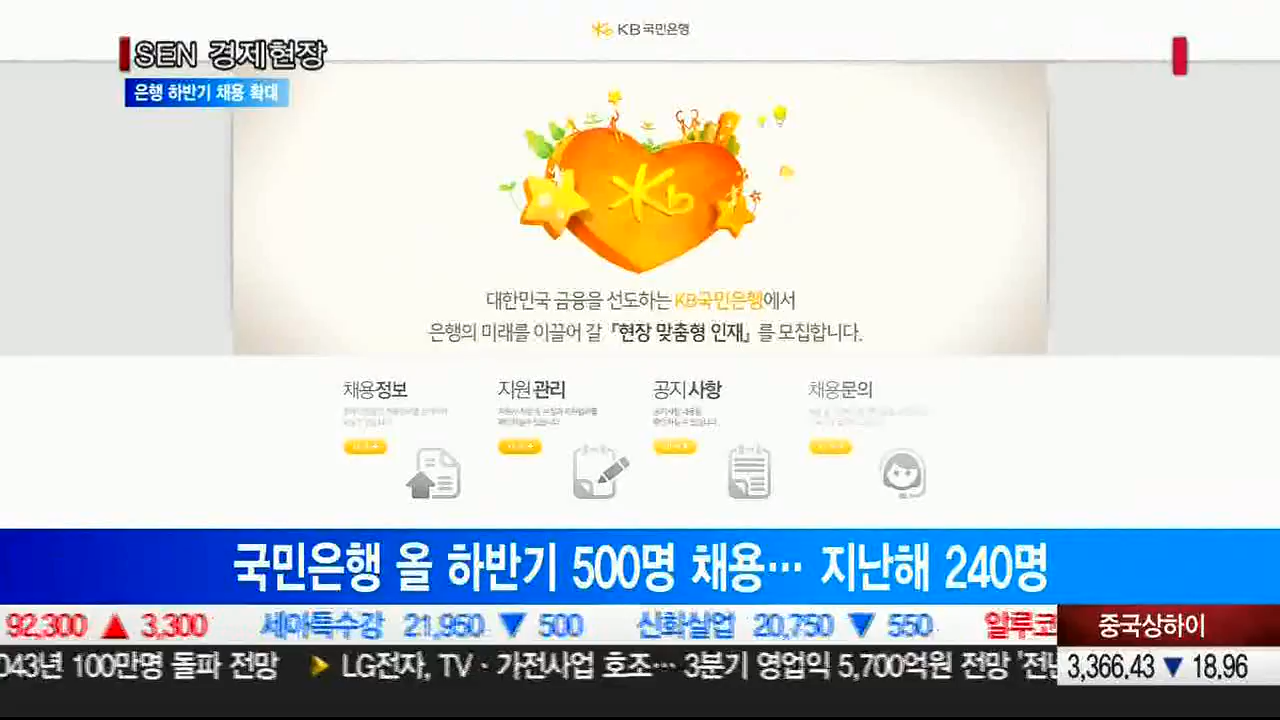 KB국민은행
SEN 경제현장
은행 하반기 채용 확대
Kb
대한민국 금융을 선도하는 KB국민은행에서
은행의 미래를 이끌어 갈 『현장 맞춤형 인재』를 모집합니다.
채용정보 지원관리 공지사항 채용문의
국민은행 올 하반기 500명 채용… 지난해 240명
92,300 ▲ 3,300 세아특수강 21,950 ▼ 500 신화실업 20,750 ▼ 550 일루코
중국상하이
043년 100만명 돌파 전망 ▶ LG전자, TV·가전사업 호조… 3분기 영업익 5,700억원 전망 '전년
3,366.43 ▼ 18.96